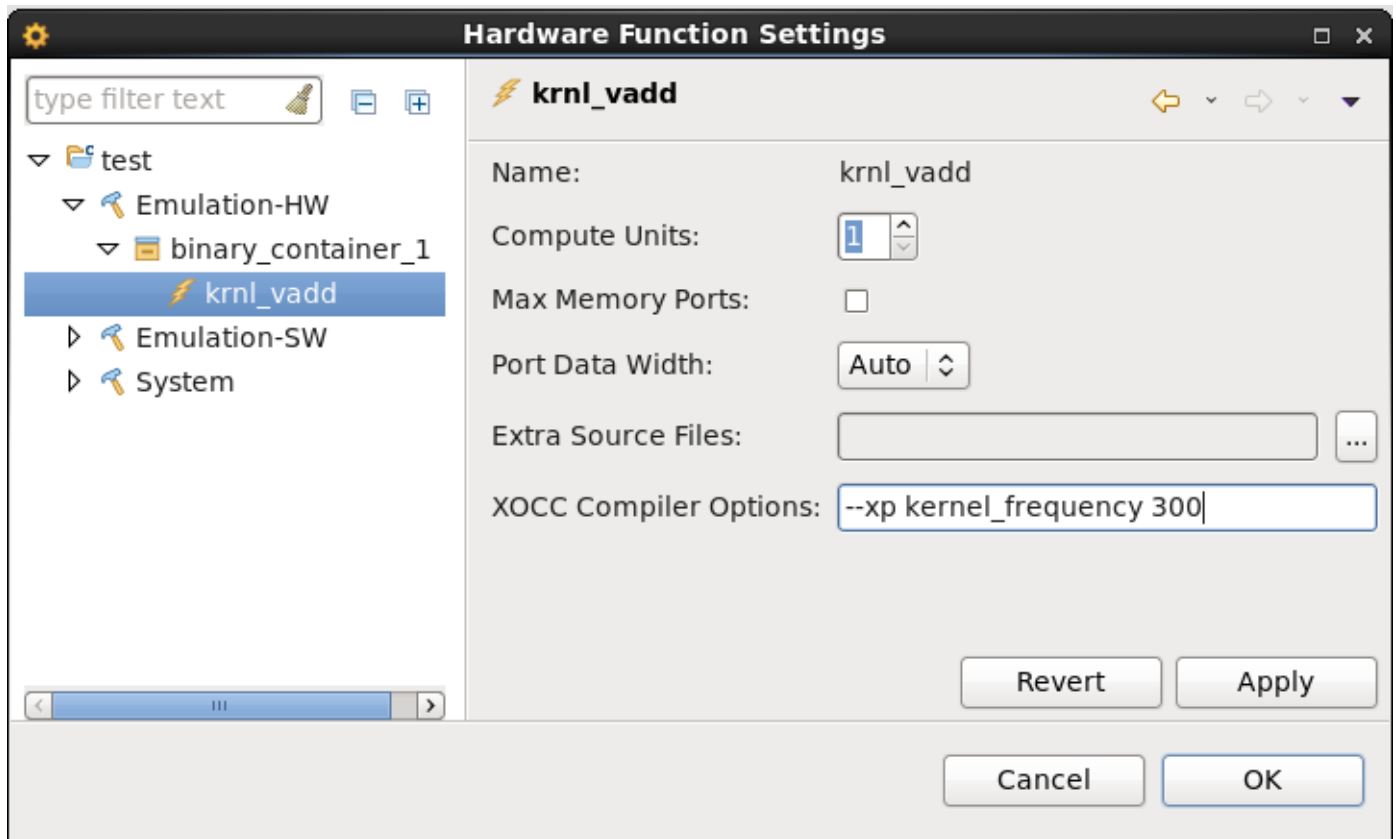 Hardware Function Settings
type filter text
test
Emulation-HW
binary_container_1
krnl_vadd
Emulation-SW
System
krnl_vadd
Name: krnl_vadd
Compute Units: 1
Max Memory Ports:
Port Data Width: Auto
Extra Source Files: ...
XOCC Compiler Options: --xp kernel_frequency 300
Revert Apply
Cancel OK